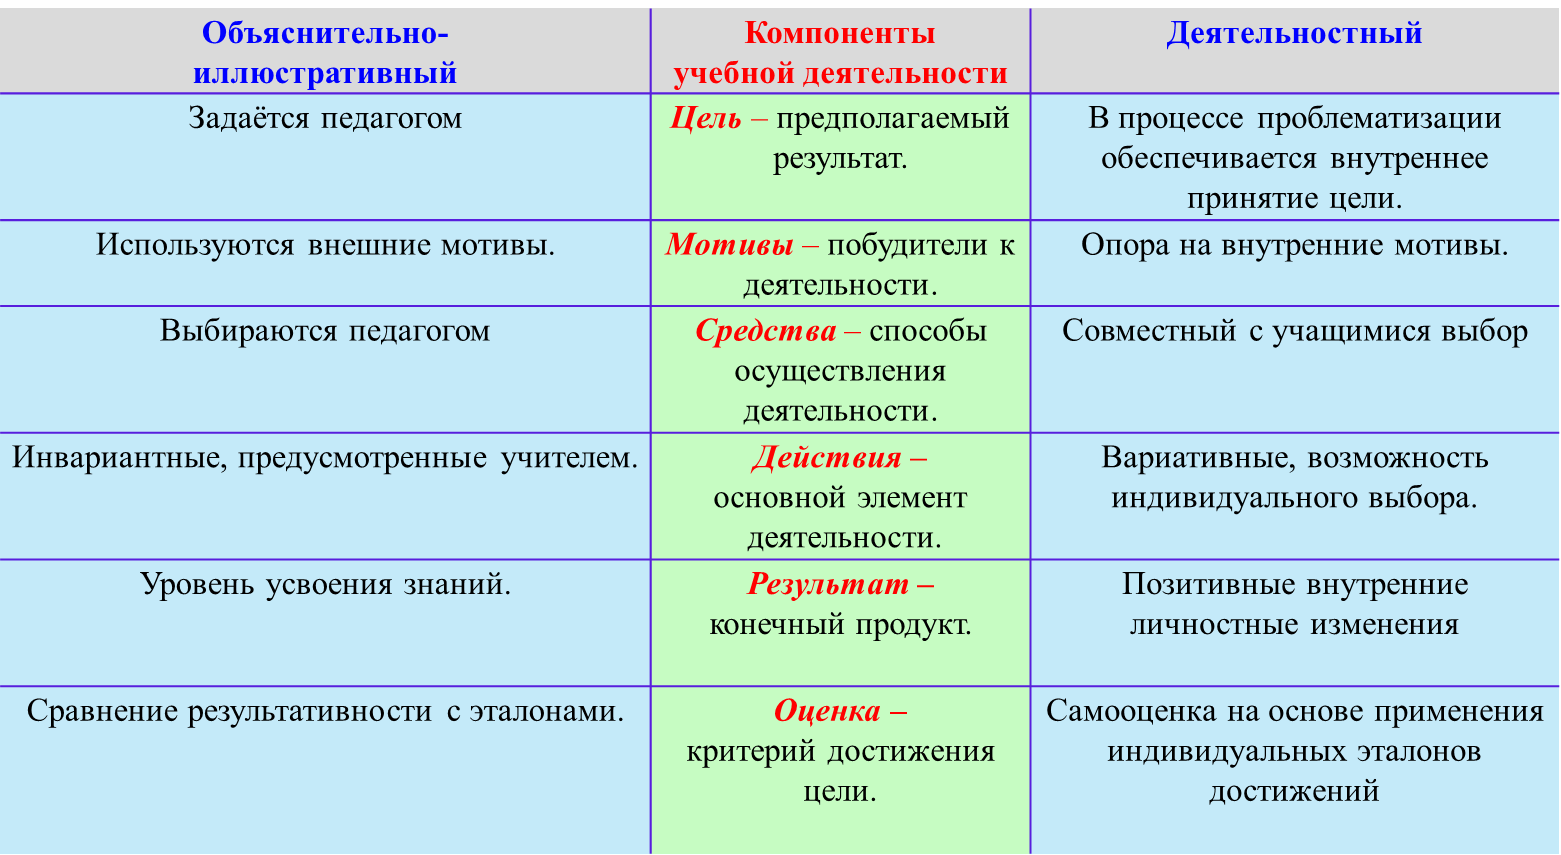 Объяснительно-
иллюстративный
Компоненты
учебной деятельности
Деятельностный
Задаётся педагогом
Цель – предполагаемый
результат.
В процессе проблематизации
обеспечивается внутреннее
принятие цели.
Используются внешние мотивы.
Мотивы – побудители к
деятельности.
Опора на внутренние мотивы.
Выбираются педагогом
Средства – способы
осуществления
деятельности.
Совместный с учащимися выбор
Инвариантные, предусмотренные учителем.
Действия –
основной элемент
деятельности.
Вариативные, возможность
индивидуального выбора.
Уровень усвоения знаний.
Результат –
конечный продукт.
Позитивные внутренние
личностные изменения
Сравнение результативности с эталонами.
Оценка –
критерий достижения
цели.
Самооценка на основе применения
индивидуальных эталонов
достижений